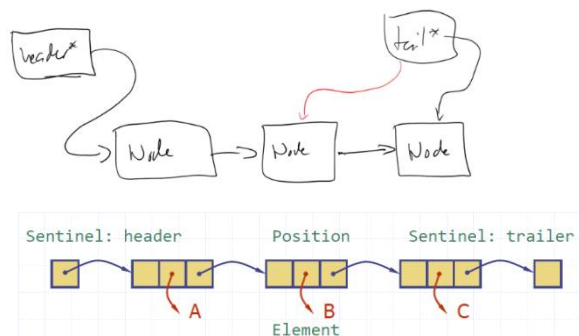 header*
tail*
Node
Node
Node
Sentinel: header
Position
Sentinel: trailer
A
B
C
Element